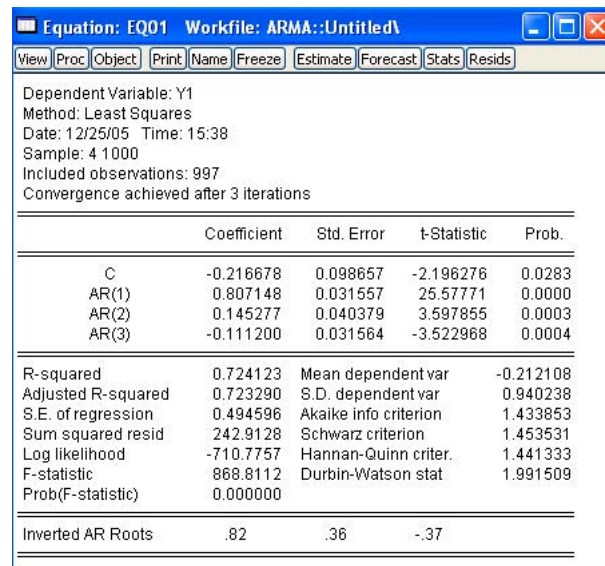 Equation: EQ01 Workfile: ARMA::Untitled\
View Proc Object Print Name Freeze Estimate Forecast Stats Resids
Dependent Variable: Y1
Method: Least Squares
Date: 12/25/05 Time: 15:38
Sample: 4 1000
Included observations: 997
Convergence achieved after 3 iterations
Coefficient Std. Error t-Statistic Prob.
C -0.216678 0.098657 -2.196276 0.0283
AR(1) 0.807148 0.031557 25.57771 0.0000
AR(2) 0.145277 0.040379 3.597855 0.0003
AR(3) -0.111200 0.031564 -3.522968 0.0004
R-squared 0.724123 Mean dependent var -0.212108
Adjusted R-squared 0.723290 S.D. dependent var 0.940238
S.E. of regression 0.494596 Akaike info criterion 1.433853
Sum squared resid 242.9128 Schwarz criterion 1.453531
Log likelihood -710.7757 Hannan-Quinn criter. 1.441333
F-statistic 868.8112 Durbin-Watson stat 1.991509
Prob(F-statistic) 0.000000
Inverted AR Roots .82 .36 -.37